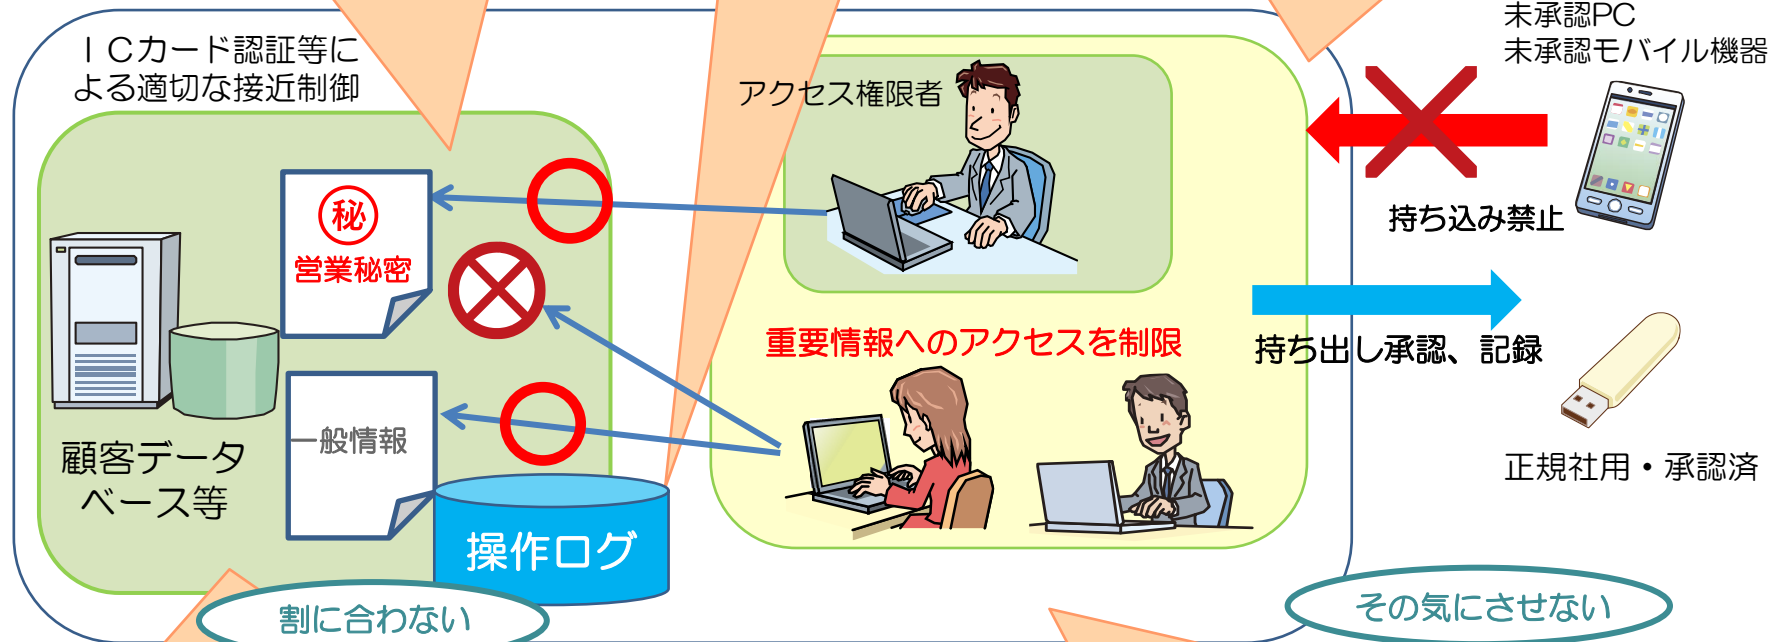 ＩＣカード認証等に
よる適切な接近制御
アクセス権限者
未承認PC
未承認モバイル機器
持ち込み禁止
㊙
営業秘密
重要情報へのアクセスを制限
持ち出し承認、記録
一般情報
顧客データ
ベース等
正規社用・承認済
操作ログ
割に合わない
その気にさせない